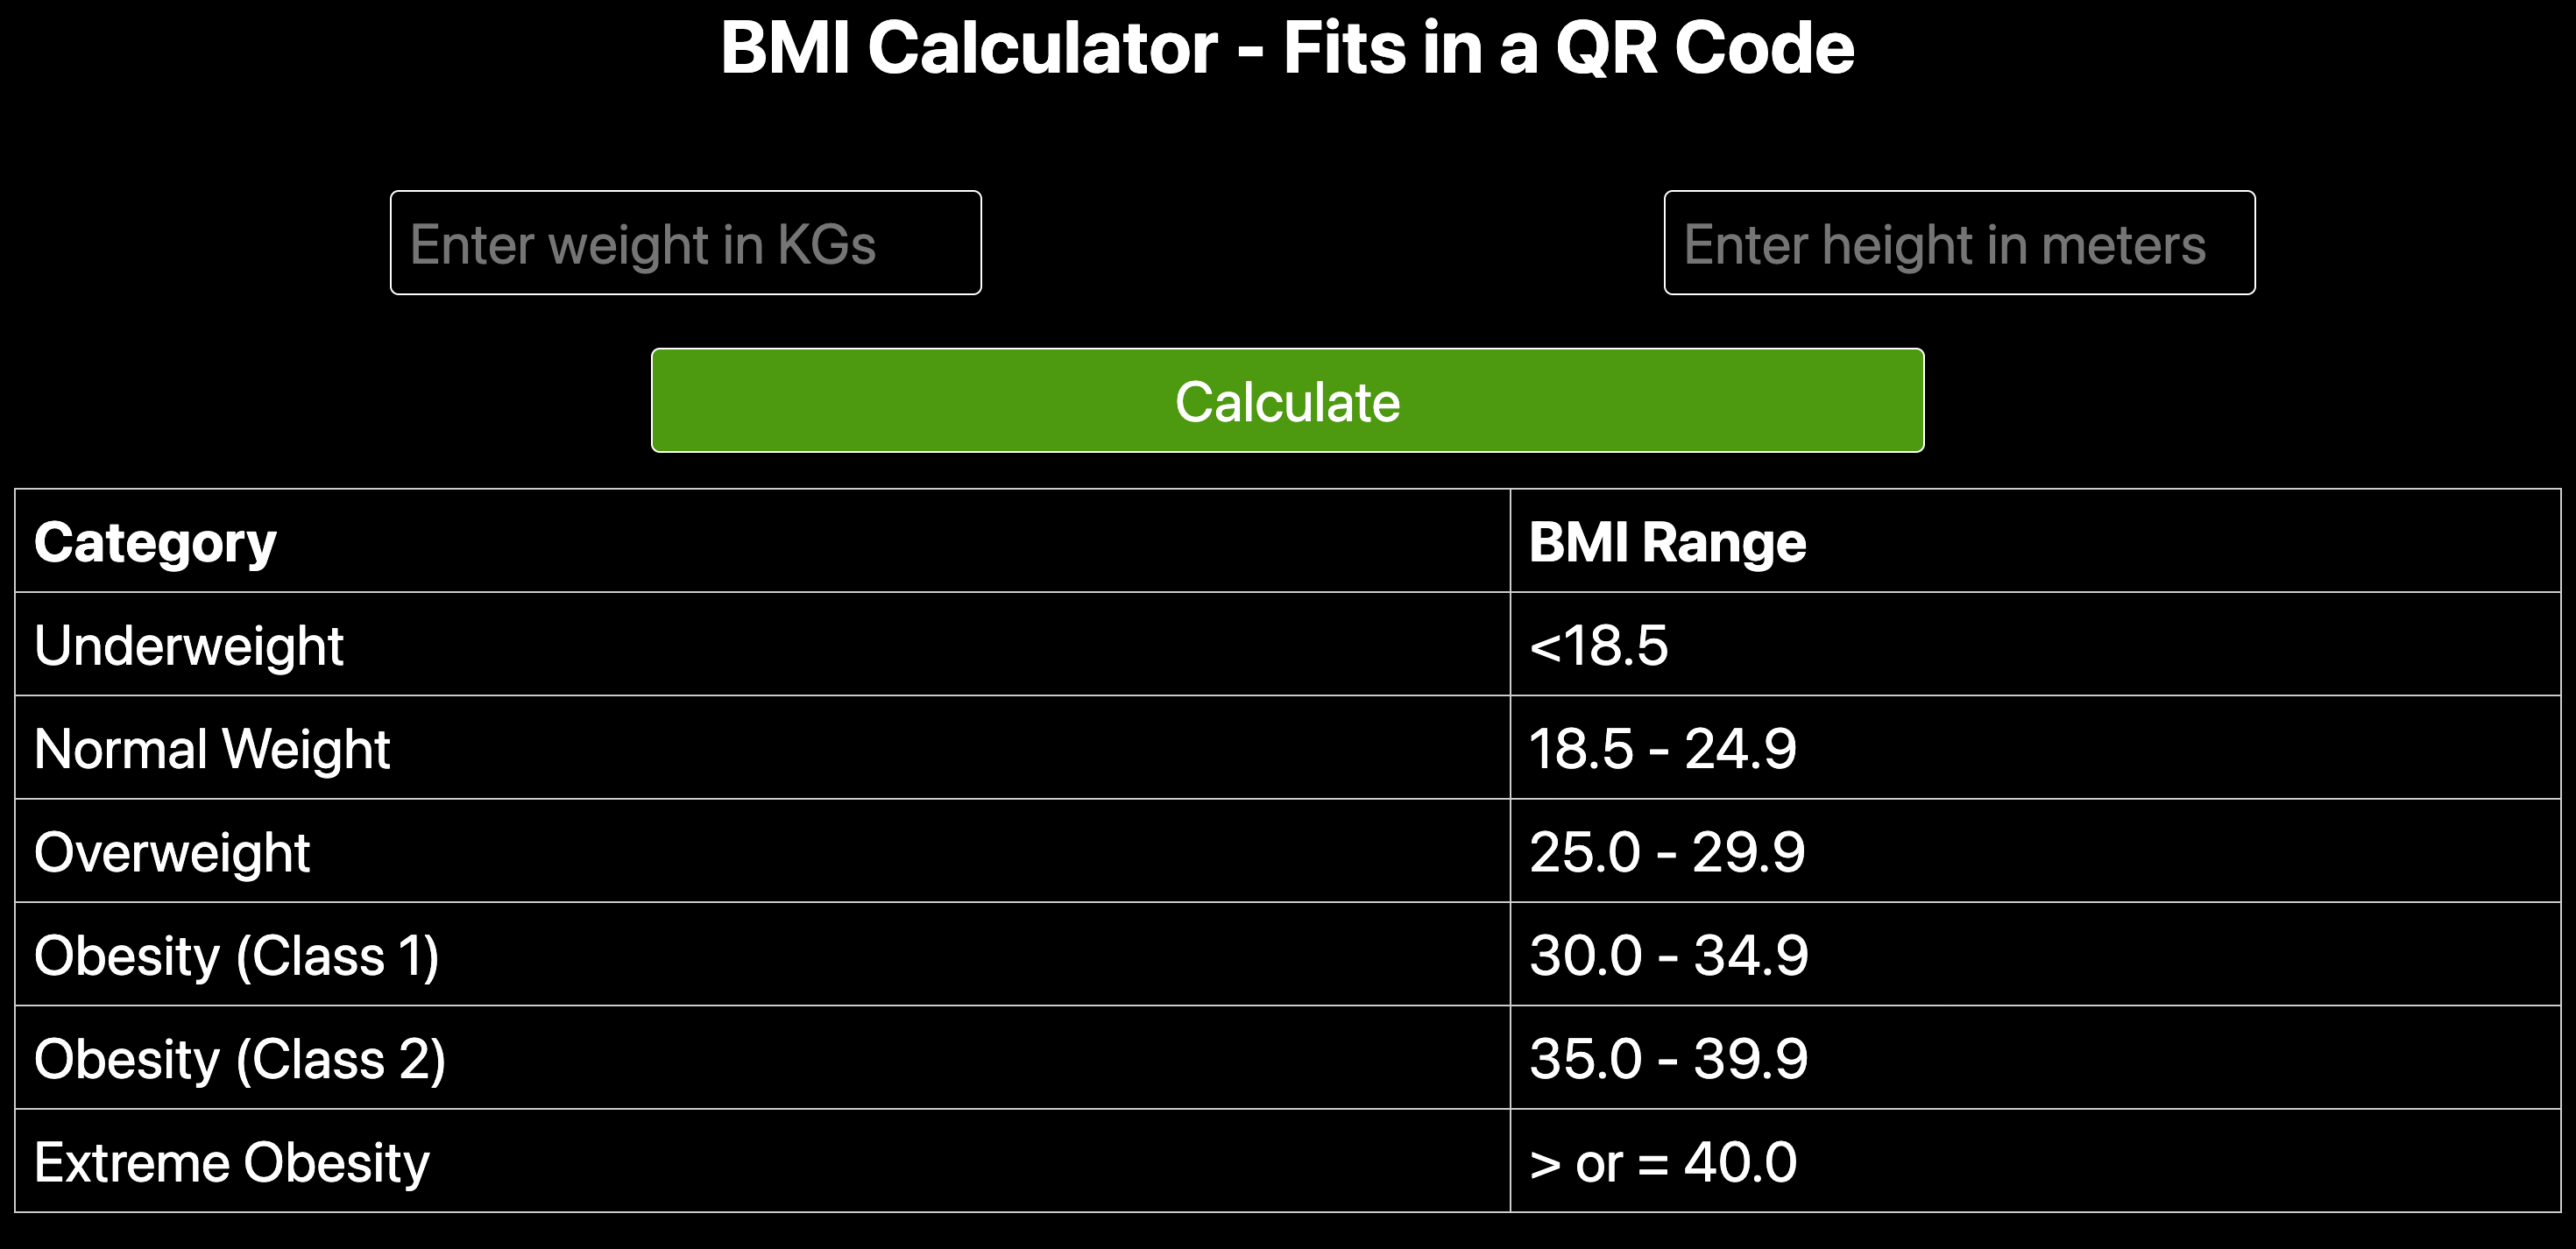 BMI Calculator - Fits in a QR Code
Enter weight in KGs
Enter height in meters
Calculate
Category BMI Range
Underweight <18.5
Normal Weight 18.5 - 24.9
Overweight 25.0 - 29.9
Obesity (Class 1) 30.0 - 34.9
Obesity (Class 2) 35.0 - 39.9
Extreme Obesity > or = 40.0